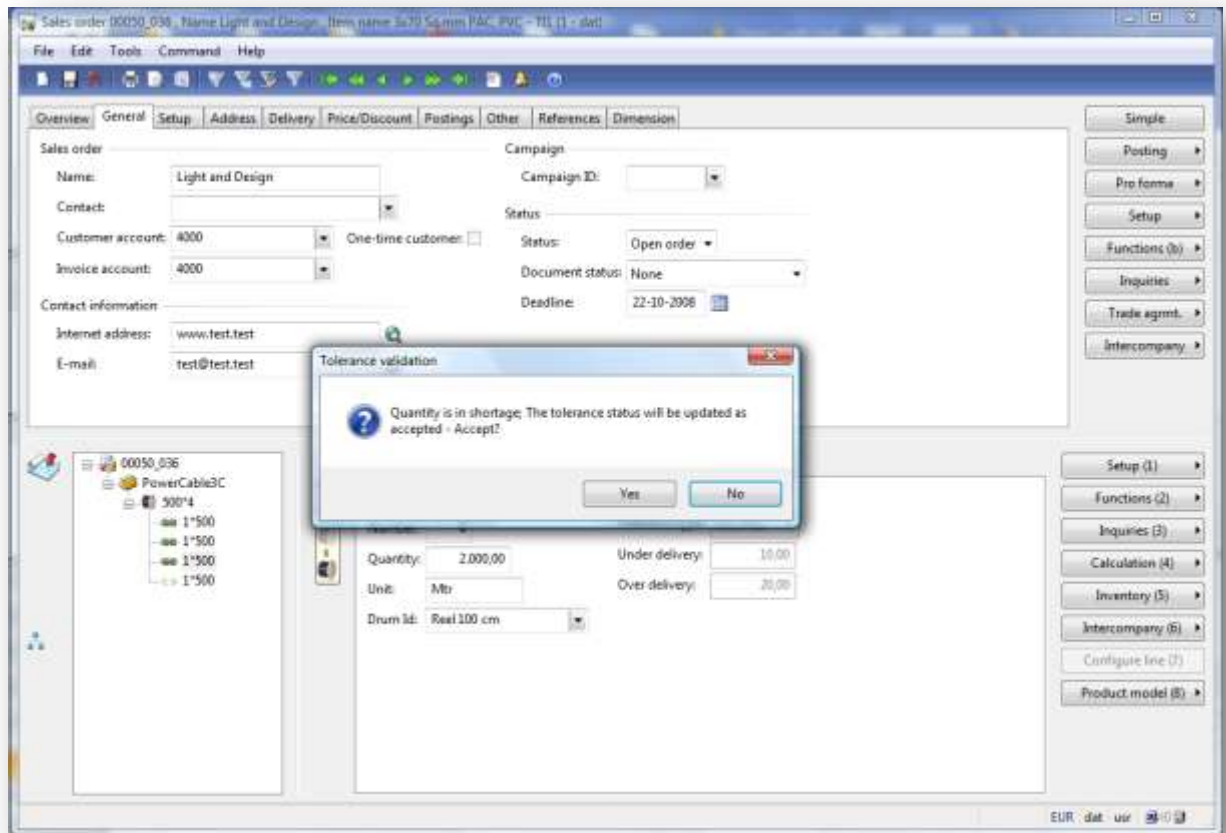 Sales order 00050_036, Name Light and Design, Item name 3x70 Sq.mm PAC, PVC - TIL (1 - dat)
File Edit Tools Command Help
Overview General Setup Address Delivery Price/Discount Postings Other References Dimension
Simple
Posting
Pro forma
Setup
Functions (b)
Inquiries
Trade agrmt.
Intercompany
Sales order
Name: Light and Design
Contact:
Customer account: 4000 One-time customer:
Invoice account: 4000
Contact information
Internet address: www.test.test
E-mail: test@test.test
Campaign
Campaign ID:
Status
Status: Open order
Document status: None
Deadline: 22-10-2008
Tolerance validation
Quantity is in shortage; The tolerance status will be updated as
accepted - Accept?
Yes No
00050_036
PowerCable3C
500*4
1*500
1*500
1*500
1*500
Quantity: 2.000,00
Unit: Mtr
Drum Id: Reel 100 cm
Under delivery: 10,00
Over delivery: 20,00
Setup (1)
Functions (2)
Inquiries (3)
Calculation (4)
Inventory (5)
Intercompany (6)
Configure line (7)
Product model (8)
EUR dat usr